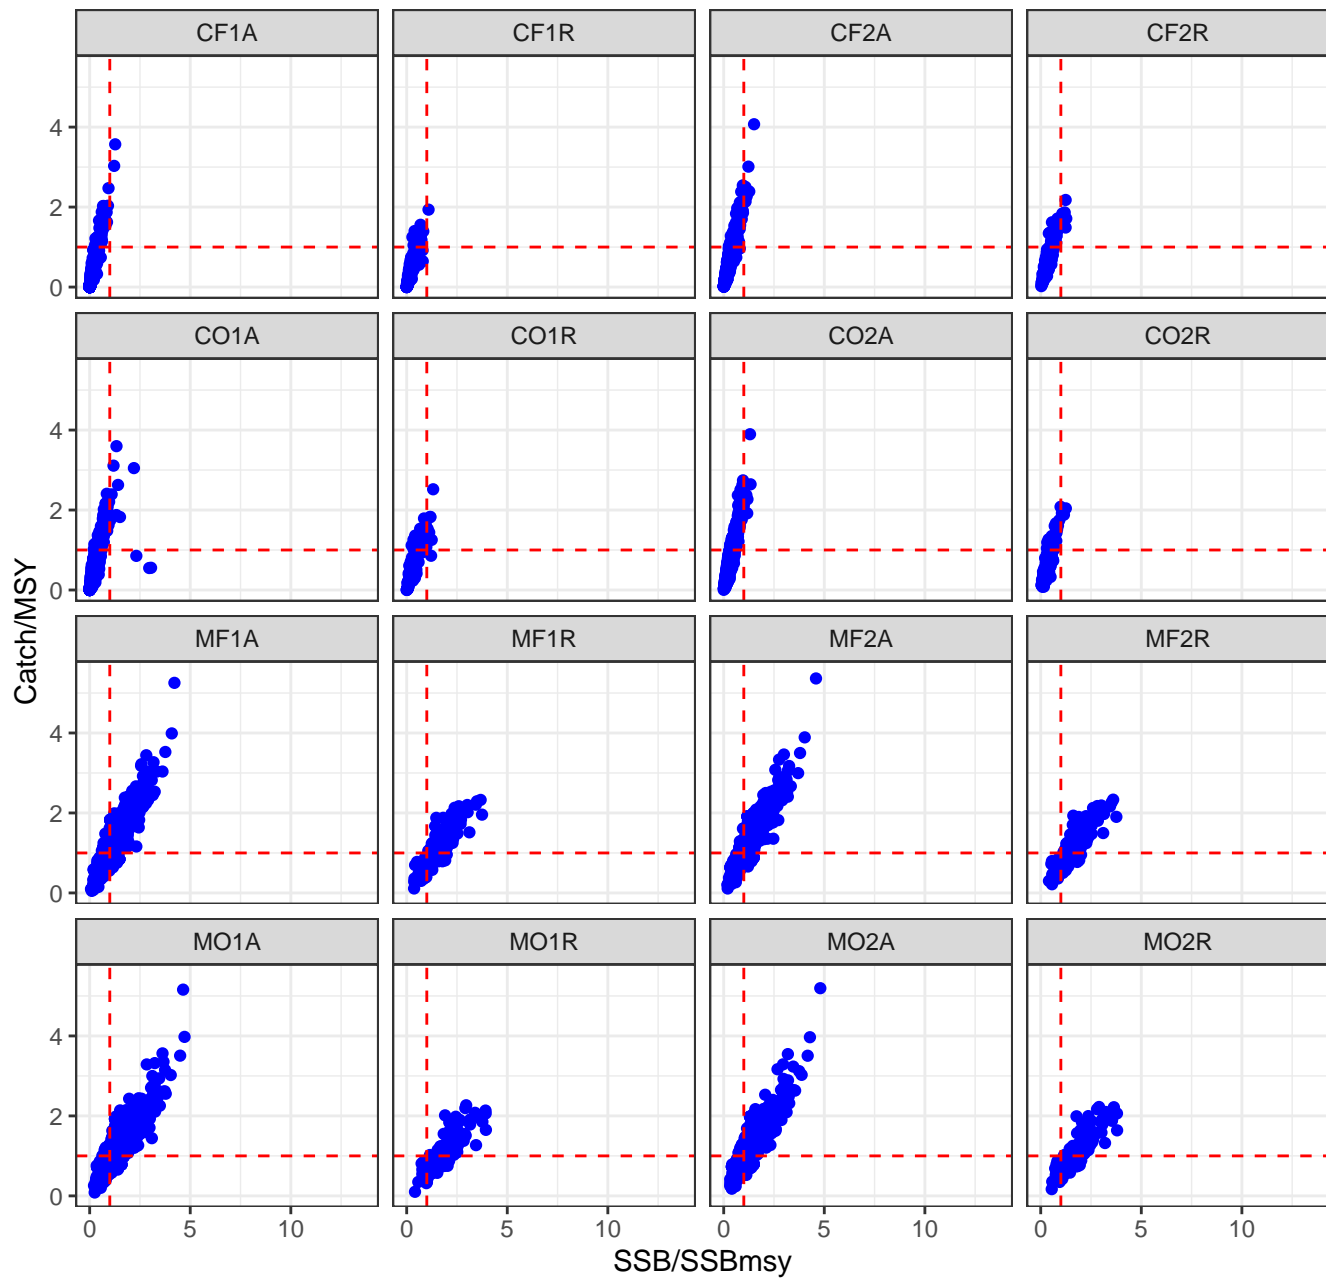 CF1A CF1R CF2A CF2R
4
2
0
CO1A CO1R CO2A CO2R
4
2
0
MF1A MF1R MF2A MF2R
4
2
0
MO1A MO1R MO2A MO2R
4
2
0
0 5 10 0 5 10 0 5 10 0 5 10
SSB/SSBmsy
Catch/MSY